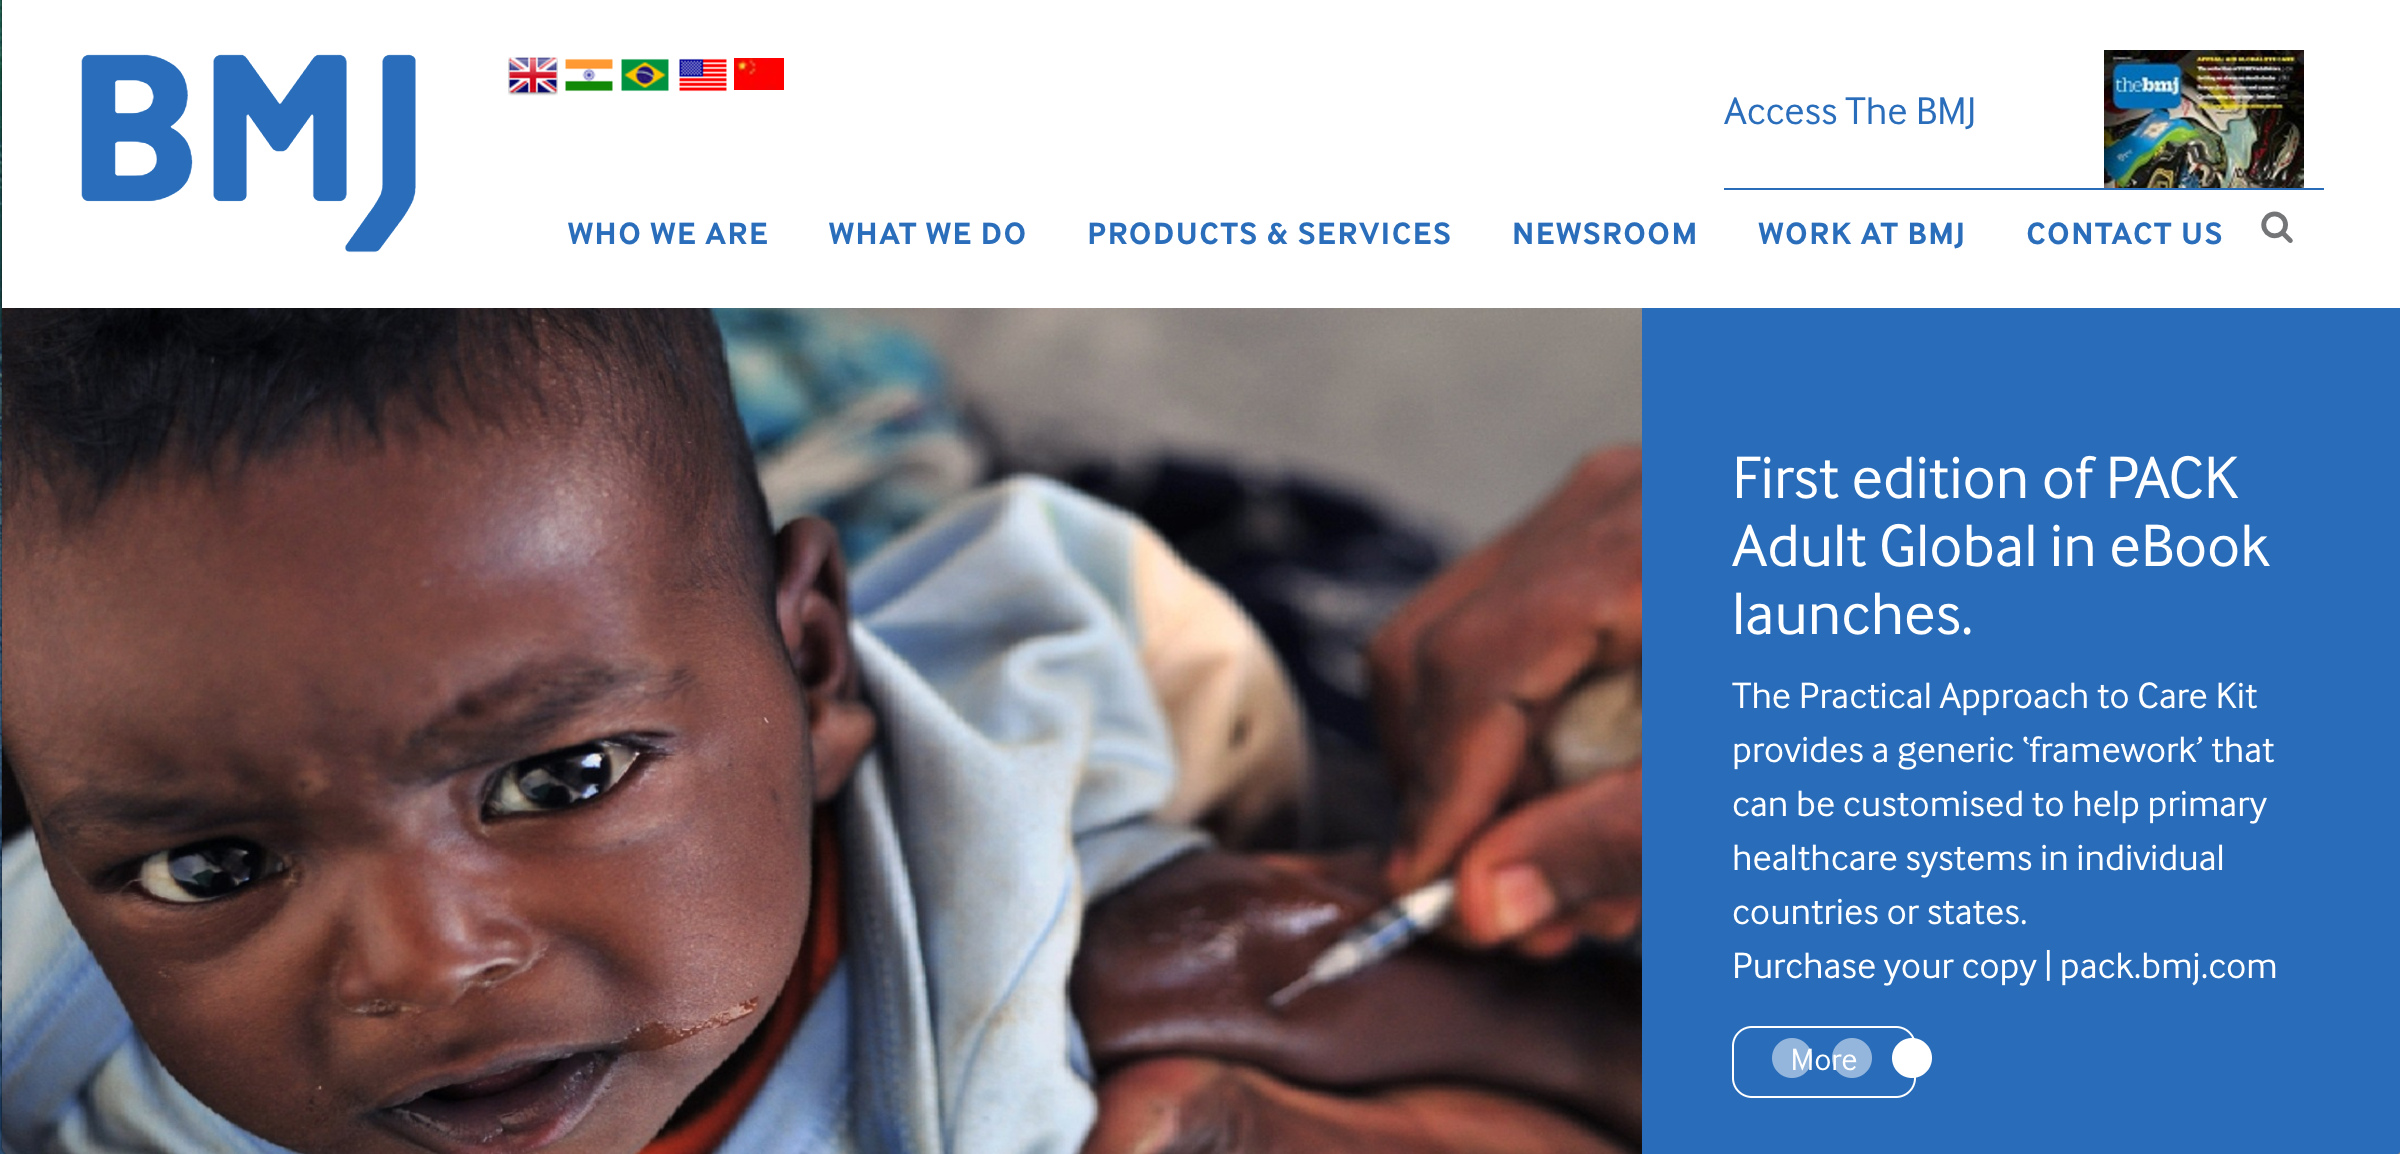 BMJ
Access The BMJ
thebmj
WHO WE ARE
WHAT WE DO
PRODUCTS & SERVICES
NEWSROOM
WORK AT BMJ
CONTACT US
First edition of PACK
Adult Global in eBook
launches.
The Practical Approach to Care Kit
provides a generic ‘framework’ that
can be customised to help primary
healthcare systems in individual
countries or states.
Purchase your copy | pack.bmj.com
More